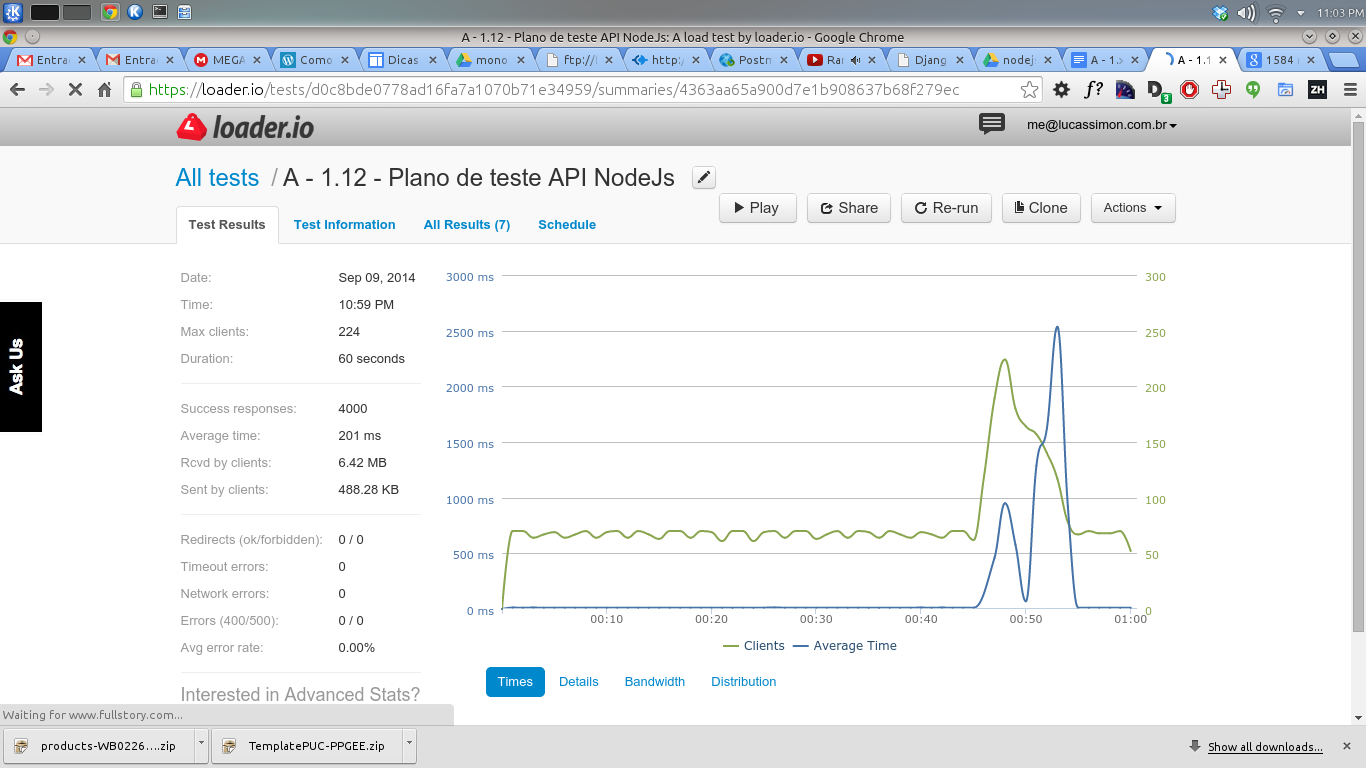 11:03 PM
A - 1.12 - Plano de teste API NodeJs: A load test by loader.io - Google Chrome
Entra Entra MEGA Como Dicas mono ftp:// http: Postm Ra Djang nodej A - 1. A - 1.1 1584
https://loader.io/tests/d0c8bde0778ad16fa7a1070b71e34959/summaries/4363aa65a900d7e1b908637b68f279ec
f? D 3 ZH
loader.io
me@lucassimon.com.br
All tests / A - 1.12 - Plano de teste API NodeJs
Play Share Re-run Clone Actions
Test Results Test Information All Results (7) Schedule
Date: Sep 09, 2014
Time: 10:59 PM
Max clients: 224
Duration: 60 seconds
Success responses: 4000
Average time: 201 ms
Rcvd by clients: 6.42 MB
Sent by clients: 488.28 KB
Redirects (ok/forbidden): 0 / 0
Timeout errors: 0
Network errors: 0
Errors (400/500): 0 / 0
Avg error rate: 0.00%
Interested in Advanced Stats?
Ask Us
3000 ms 300
2500 ms 250
2000 ms 200
1500 ms 150
1000 ms 100
500 ms 50
0 ms 0
00:10 00:20 00:30 00:40 00:50 01:00
Clients Average Time
Times Details Bandwidth Distribution
Waiting for www.fullstory.com...
products-WB0226....zip TemplatePUC-PPGEE.zip Show all downloads...